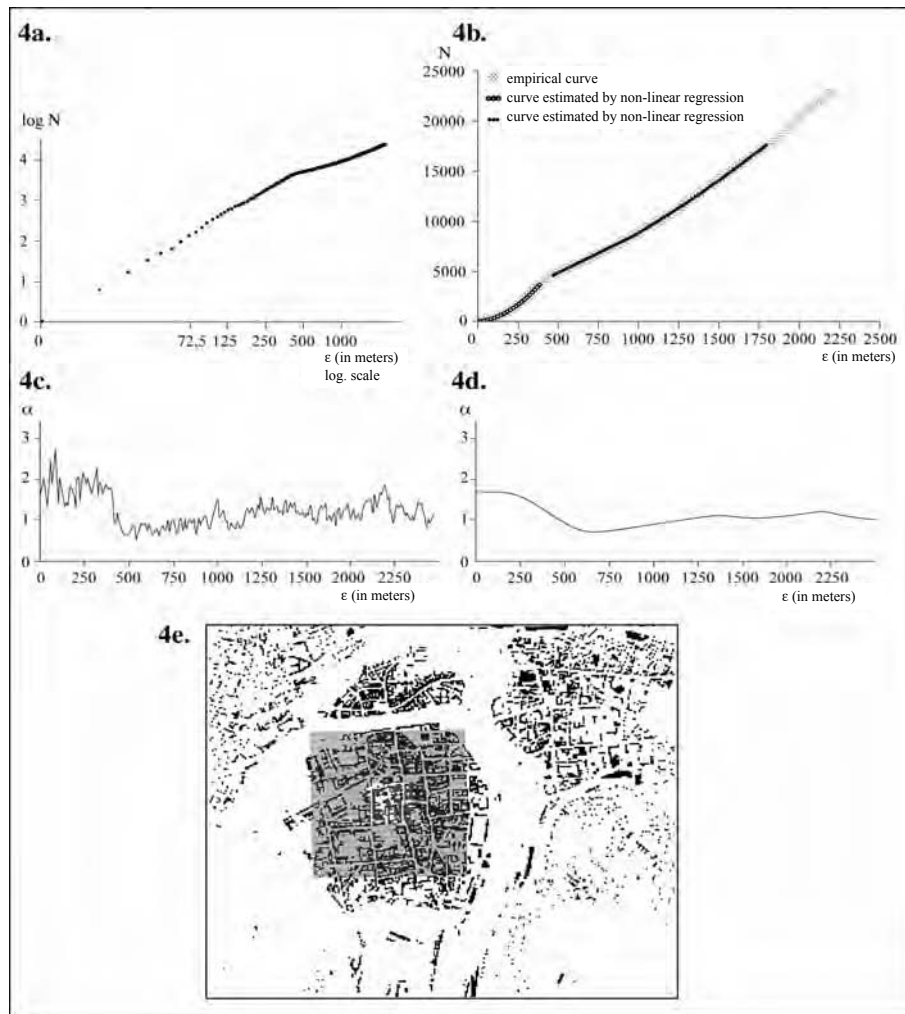 4a.
log N
4
3
2
1
0
0 72,5 125 250 500 1000
ε (in meters)
log. scale
4b.
N
25000
20000
15000
10000
5000
0
empirical curve
curve estimated by non-linear regression
curve estimated by non-linear regression
0 250 500 750 1000 1250 1500 1750 2000 2250 2500
ε (in meters)
4c.
α
3
2
1
0
0 250 500 750 1000 1250 1500 1750 2000 2250
ε (in meters)
4d.
α
3
2
1
0
0 250 500 750 1000 1250 1500 1750 2000 2250
ε (in meters)
4e.